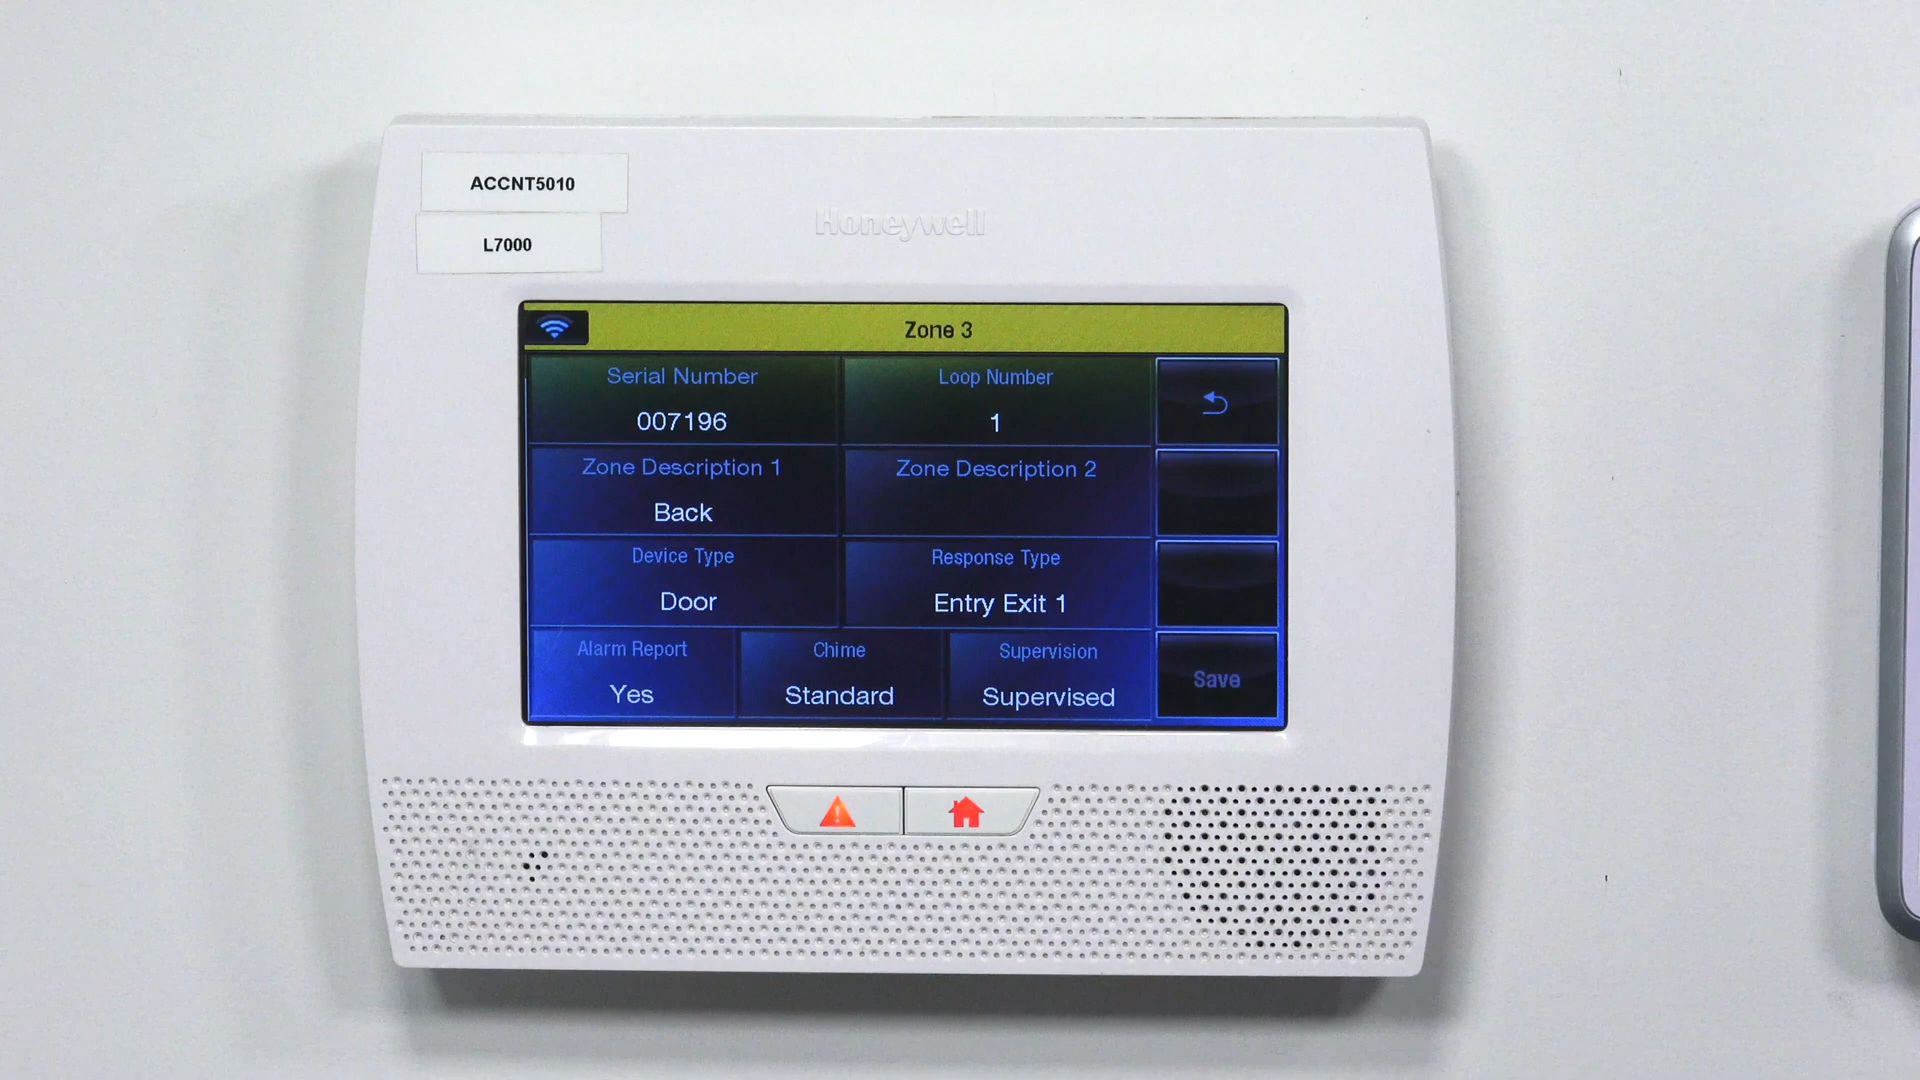 ACCNT5010
L7000
Honeywell
Zone 3
Serial Number
007196
Loop Number
1
Zone Description 1
Back
Zone Description 2
Device Type
Door
Response Type
Entry Exit 1
Alarm Report
Yes
Chime
Standard
Supervision
Supervised
Save